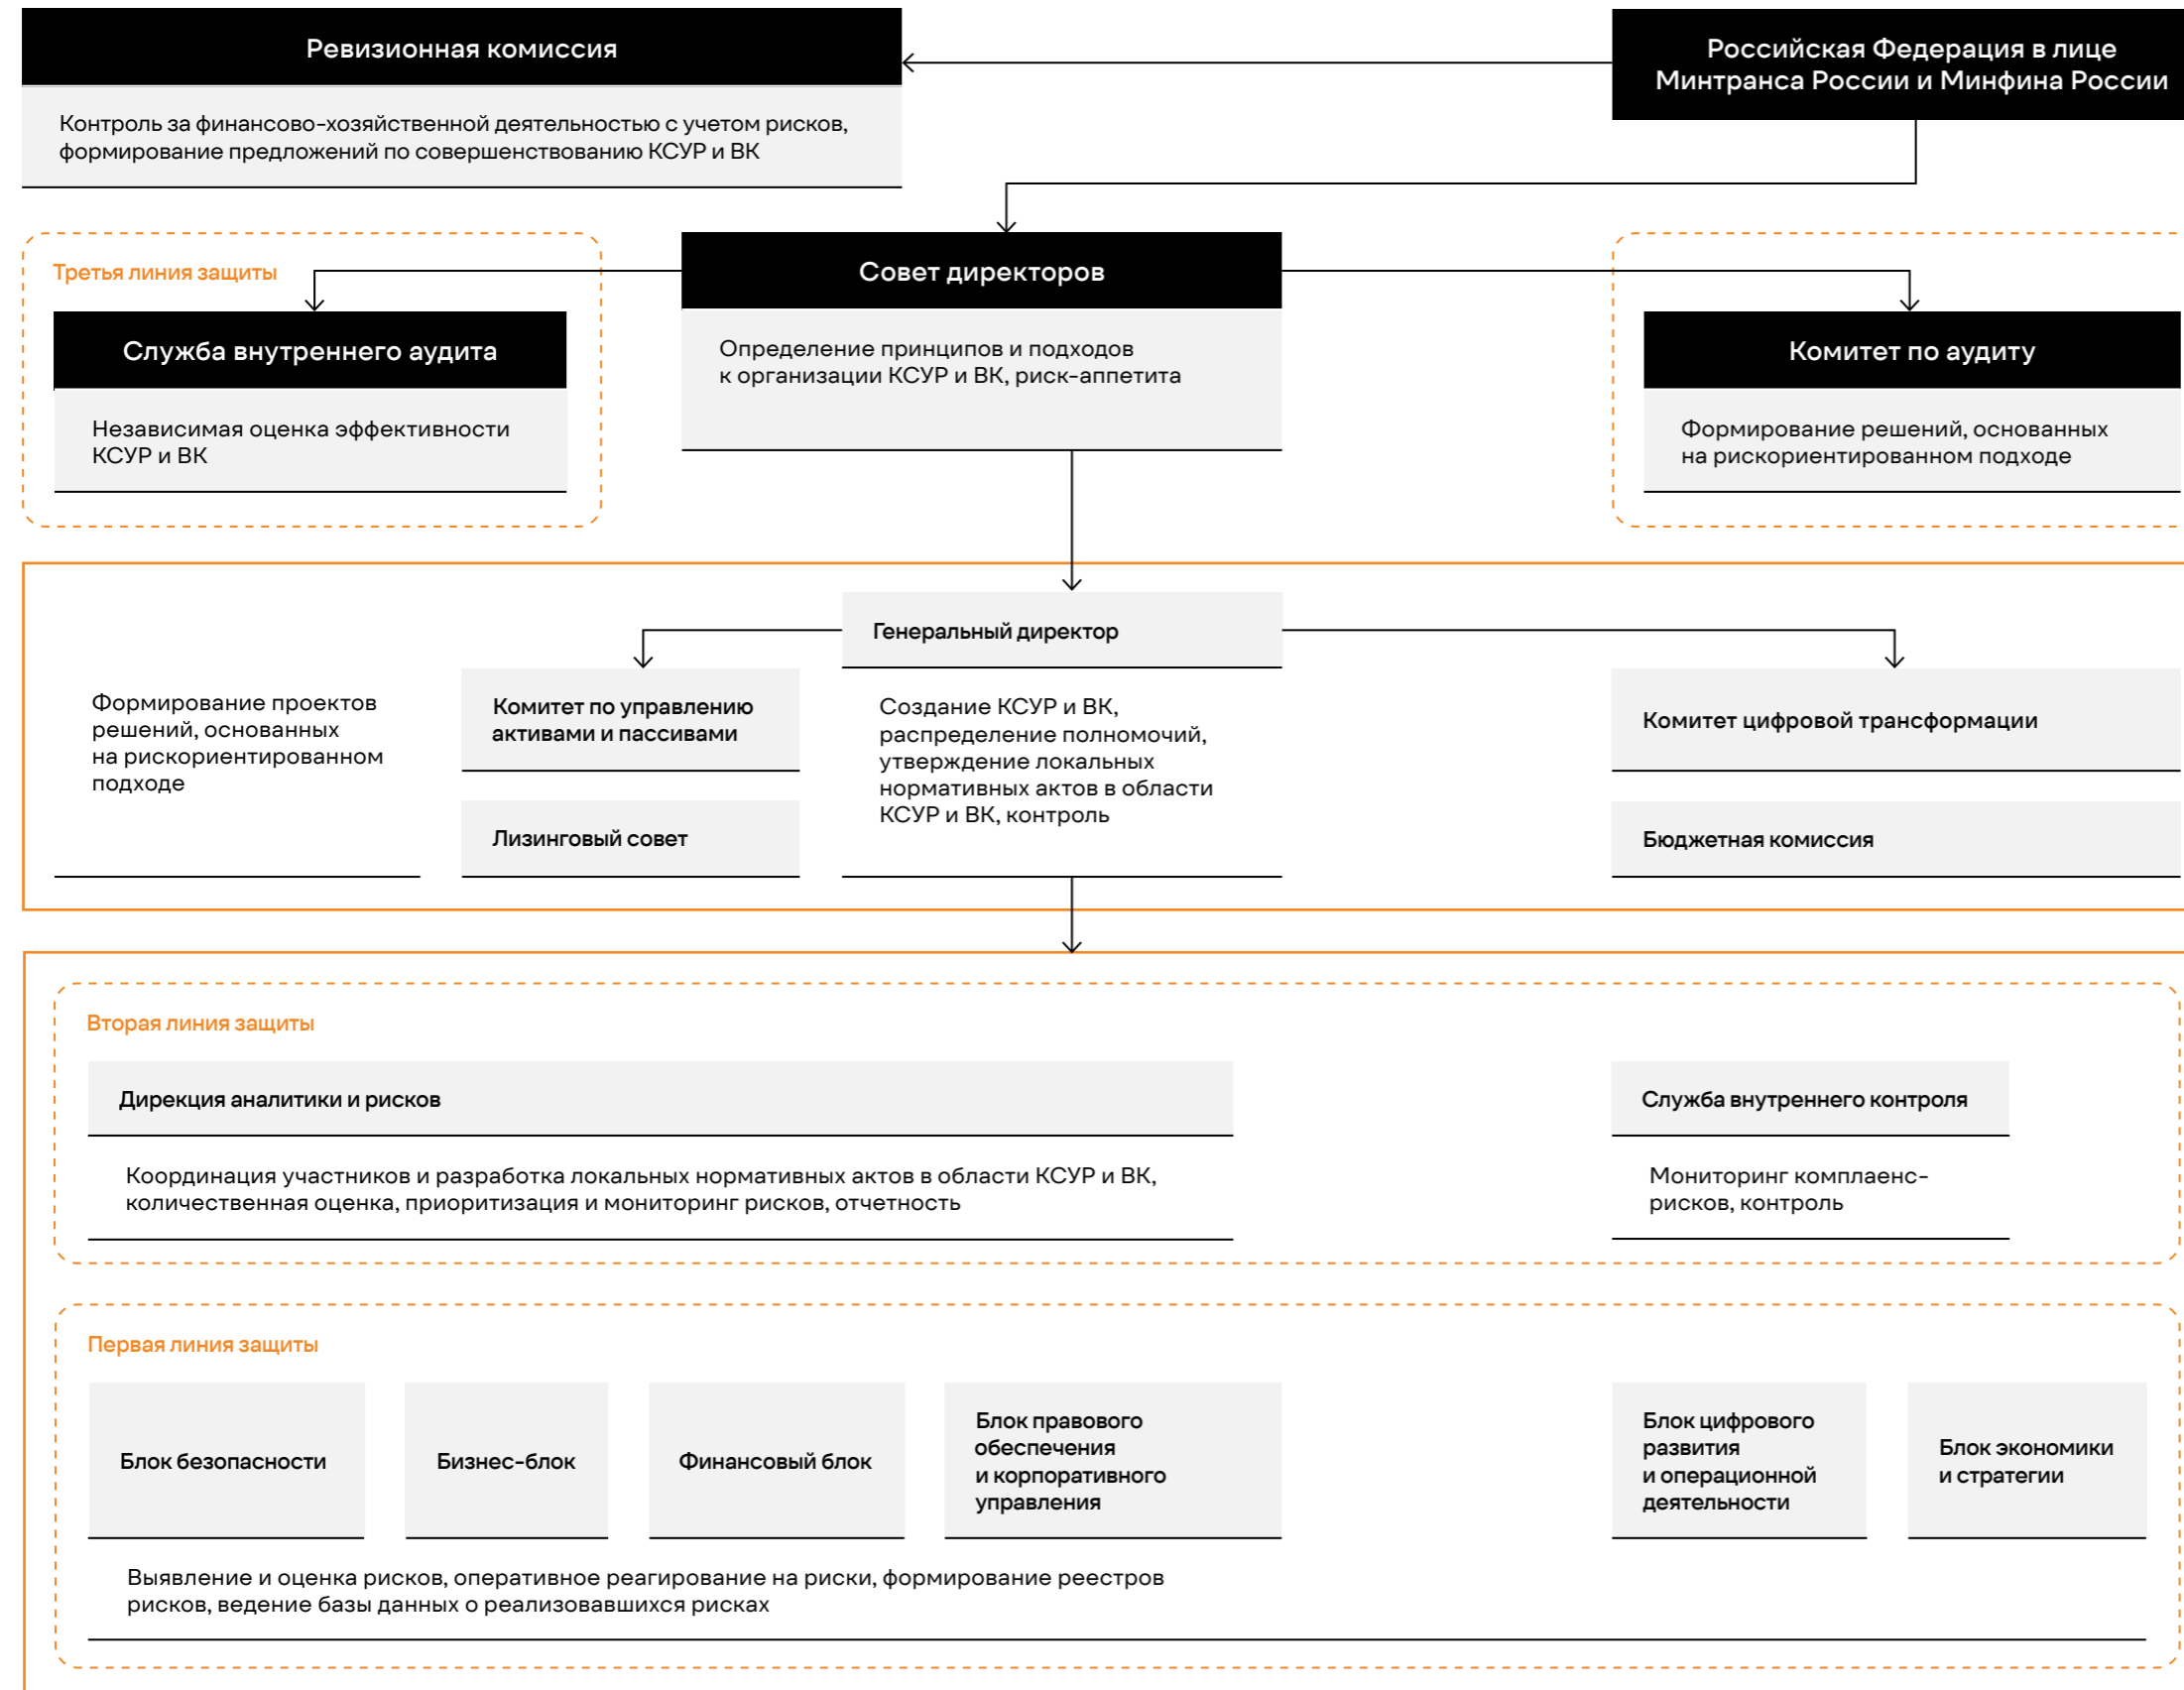 Ревизионная комиссия
Контроль за финансово-хозяйственной деятельностью с учетом рисков,
формирование предложений по совершенствованию КСУР и ВК
Российская Федерация в лице
Минтранса России и Минфина России
Третья линия защиты
Служба внутреннего аудита
Независимая оценка эффективности
КСУР и ВК
Совет директоров
Определение принципов и подходов
к организации КСУР и ВК, риск-аппетита
Комитет по аудиту
Формирование решений, основанных
на рискориентированном подходе
Формирование проектов
решений, основанных
на рискориентированном
подходе
Комитет по управлению
активами и пассивами
Лизинговый совет
Генеральный директор
Создание КСУР и ВК,
распределение полномочий,
утверждение локальных
нормативных актов в области
КСУР и ВК, контроль
Комитет цифровой трансформации
Бюджетная комиссия
Вторая линия защиты
Дирекция аналитики и рисков
Координация участников и разработка локальных нормативных актов в области КСУР и ВК,
количественная оценка, приоритизация и мониторинг рисков, отчетность
Служба внутреннего контроля
Мониторинг комплаенс-
рисков, контроль
Первая линия защиты
Блок безопасности
Бизнес-блок
Финансовый блок
Блок правового
обеспечения
и корпоративного
управления
Блок цифрового
развития
и операционной
деятельности
Блок экономики
и стратегии
Выявление и оценка рисков, оперативное реагирование на риски, формирование реестров
рисков, ведение базы данных о реализовавшихся рисках